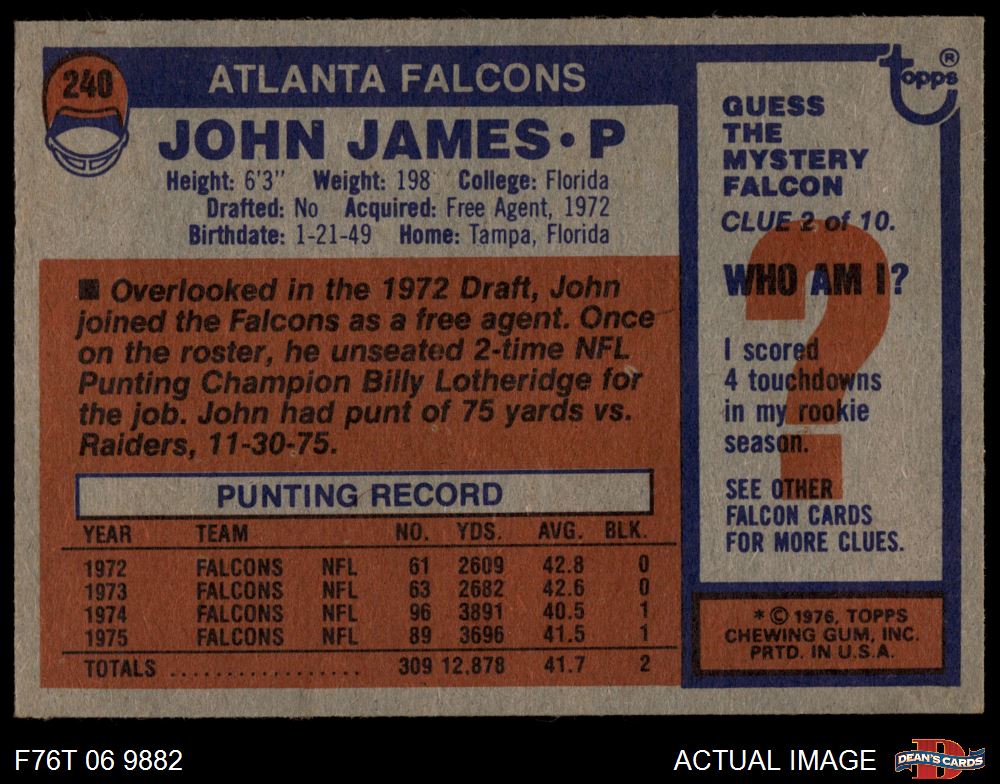 240
ATLANTA FALCONS
JOHN JAMES • P
Height: 6'3" Weight: 198 College: Florida
Drafted: No Acquired: Free Agent, 1972
Birthdate: 1-21-49 Home: Tampa, Florida
■ Overlooked in the 1972 Draft, John
joined the Falcons as a free agent. Once
on the roster, he unseated 2-time NFL
Punting Champion Billy Lotheridge for
the job. John had punt of 75 yards vs.
Raiders, 11-30-75.
PUNTING RECORD
YEAR TEAM NO. YDS. AVG. BLK.
1972 FALCONS NFL 61 2609 42.8 0
1973 FALCONS NFL 63 2682 42.6 0
1974 FALCONS NFL 96 3891 40.5 1
1975 FALCONS NFL 89 3696 41.5 1
TOTALS .................. 309 12.878 41.7 2
topps ®
GUESS
THE
MYSTERY
FALCON
CLUE 2 of 10.
?
WHO AM I?
I scored
4 touchdowns
in my rookie
season.
SEE OTHER
FALCON CARDS
FOR MORE CLUES.
* © 1976, TOPPS
CHEWING GUM, INC.
PRTD. IN U.S.A.
F76T 06 9882
ACTUAL IMAGE
D
DEAN'S CARDS